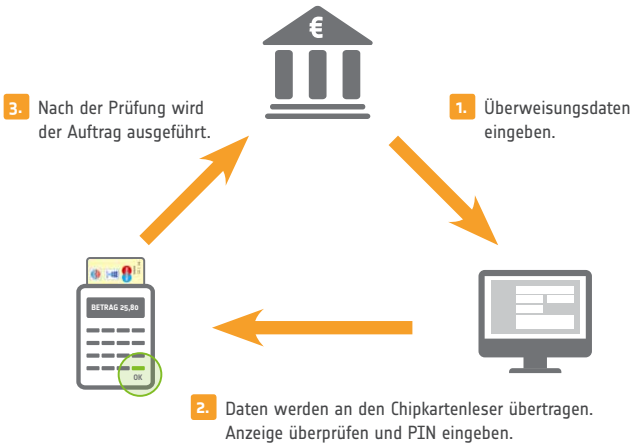 €
3. Nach der Prüfung wird
der Auftrag ausgeführt.
1. Überweisungsdaten
eingeben.
BETRAG 25,80
OK
2. Daten werden an den Chipkartenleser übertragen.
Anzeige überprüfen und PIN eingeben.